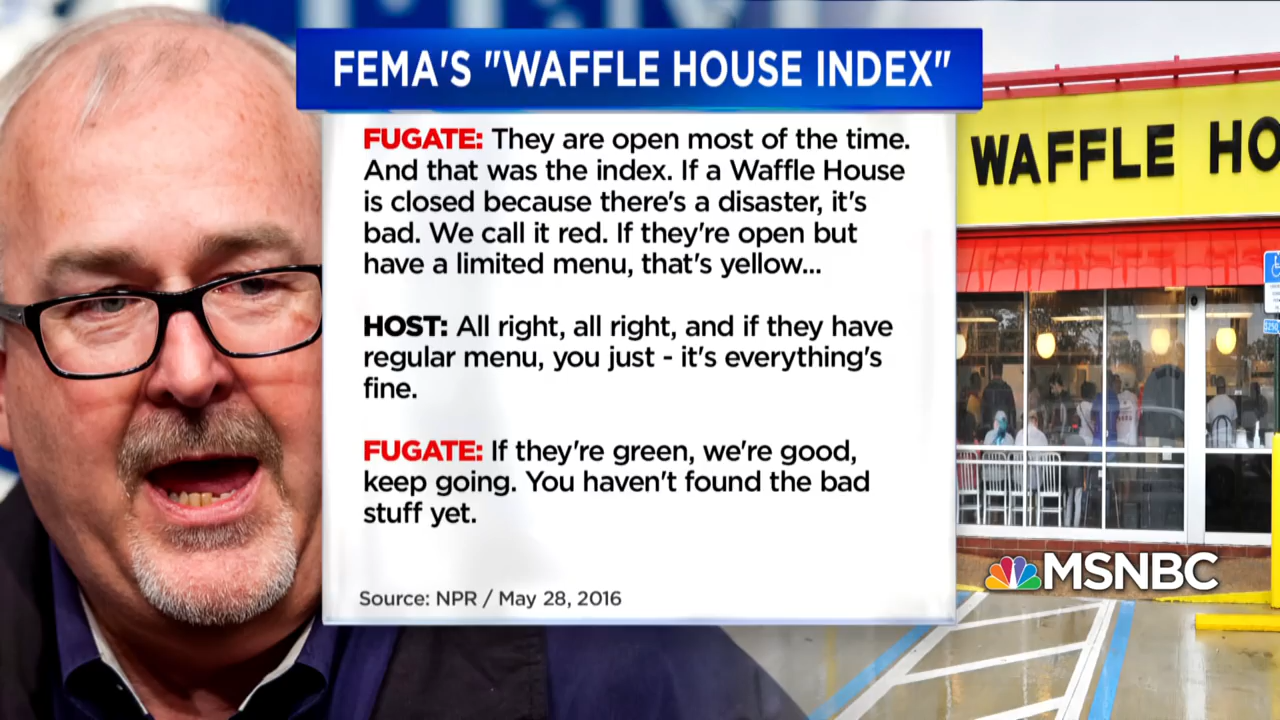 FEMA'S "WAFFLE HOUSE INDEX"
FUGATE: They are open most of the time.
And that was the index. If a Waffle House
is closed because there's a disaster, it's
bad. We call it red. If they're open but
have a limited menu, that's yellow...
HOST: All right, all right, and if they have
regular menu, you just - it's everything's
fine.
FUGATE: If they're green, we're good,
keep going. You haven't found the bad
stuff yet.
Source: NPR / May 28, 2016
WAFFLE HO
MSNBC